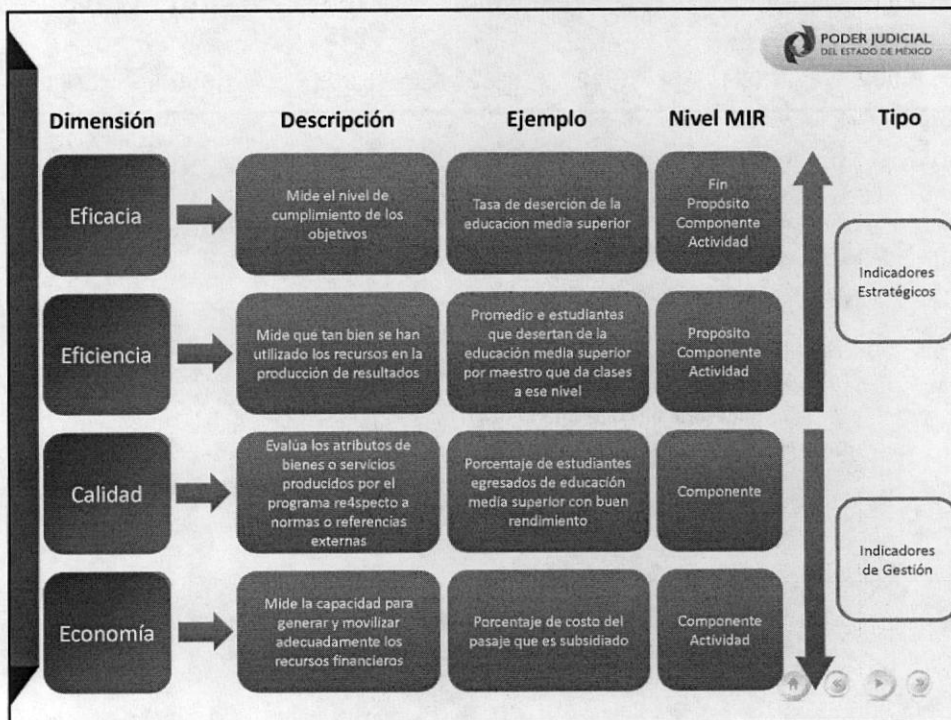 PODER JUDICIAL
DEL ESTADO DE MÉXICO
Dimensión
Descripción
Ejemplo
Nivel MIR
Tipo
Eficacia
Mide el nivel de
cumplimiento de los
objetivos
Tasa de deserción de la
educación media superior
Fin
Propósito
Componente
Actividad
Indicadores
Estratégicos
Eficiencia
Mide qué tan bien se han
utilizado los recursos en la
producción de resultados
Promedio e estudiantes
que desertan de la
educación media superior
por maestro que da clases
a ese nivel
Propósito
Componente
Actividad
Calidad
Evalúa los atributos de
bienes o servicios
producidos por el
programa re4specto a
normas o referencias
externas
Porcentaje de estudiantes
egresados de educación
media superior con buen
rendimiento
Componente
Indicadores
de Gestión
Economía
Mide la capacidad para
generar y movilizar
adecuadamente los
recursos financieros
Porcentaje de costo del
pasaje que es subsidiado
Componente
Actividad